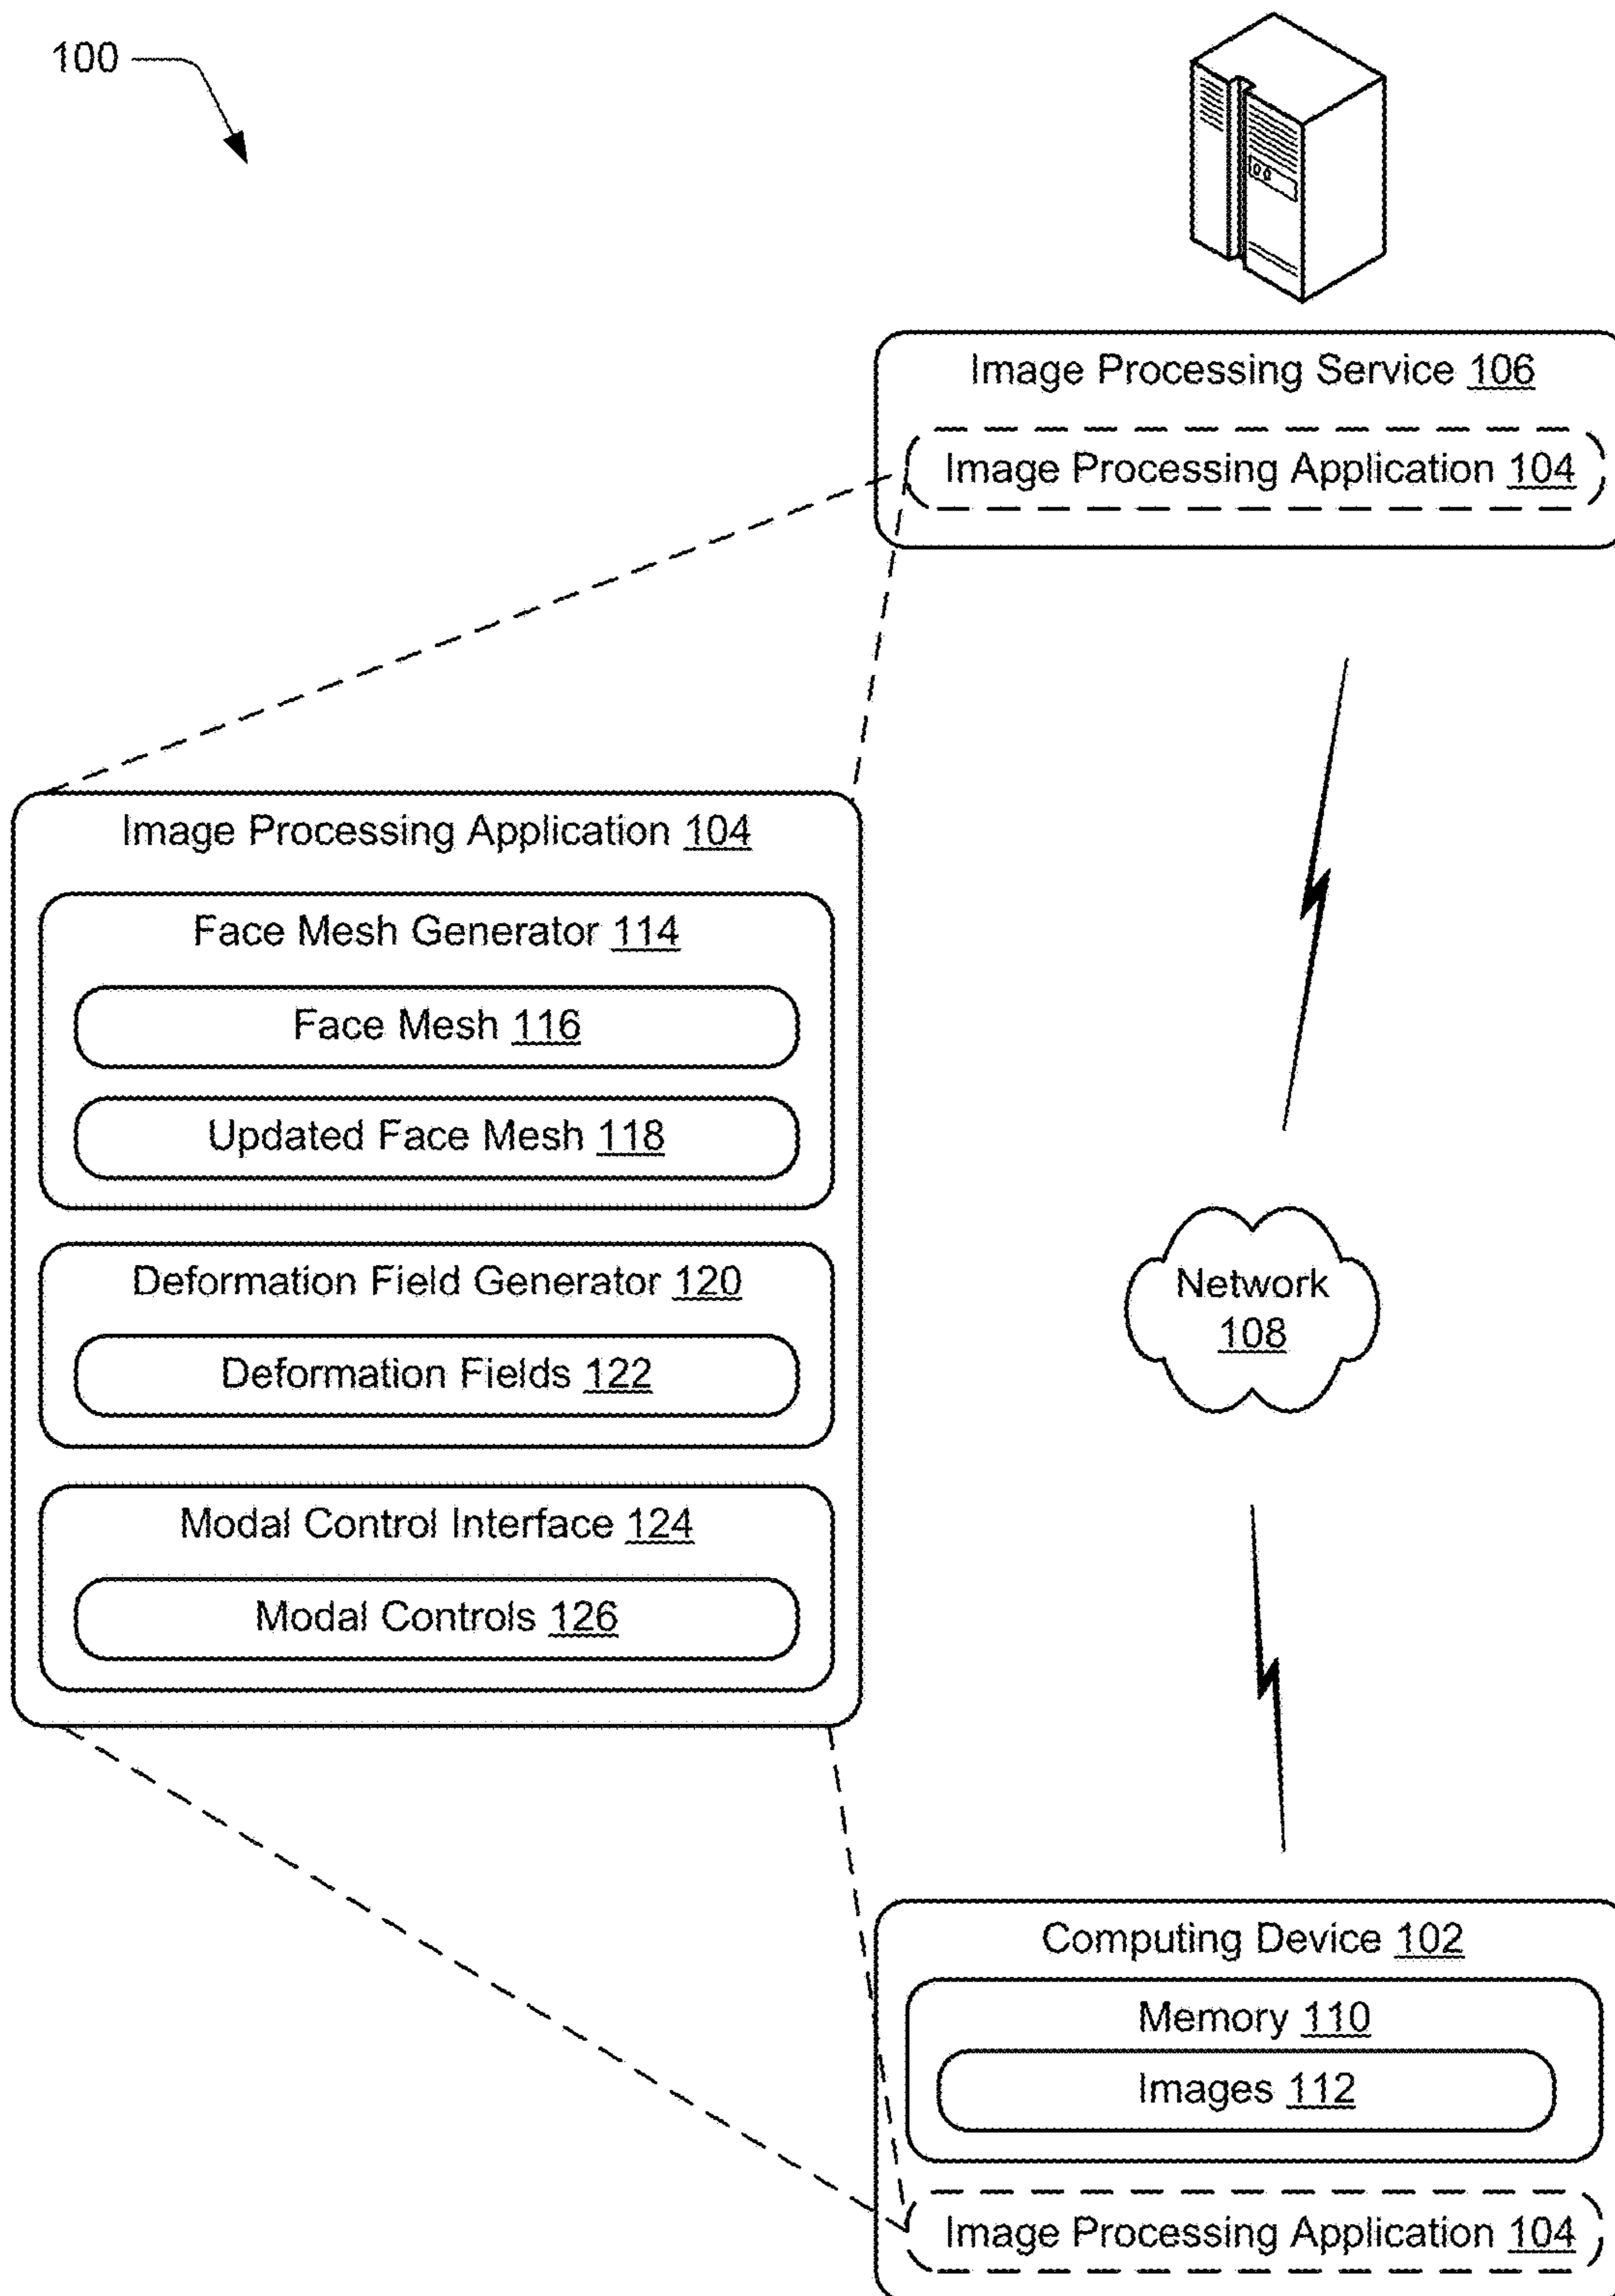 100
Image Processing Service 106
Image Processing Application 104
Image Processing Application 104
Face Mesh Generator 114
Face Mesh 116
Updated Face Mesh 118
Deformation Field Generator 120
Deformation Fields 122
Modal Control Interface 124
Modal Controls 126
Network
108
Computing Device 102
Memory 110
Images 112
Image Processing Application 104